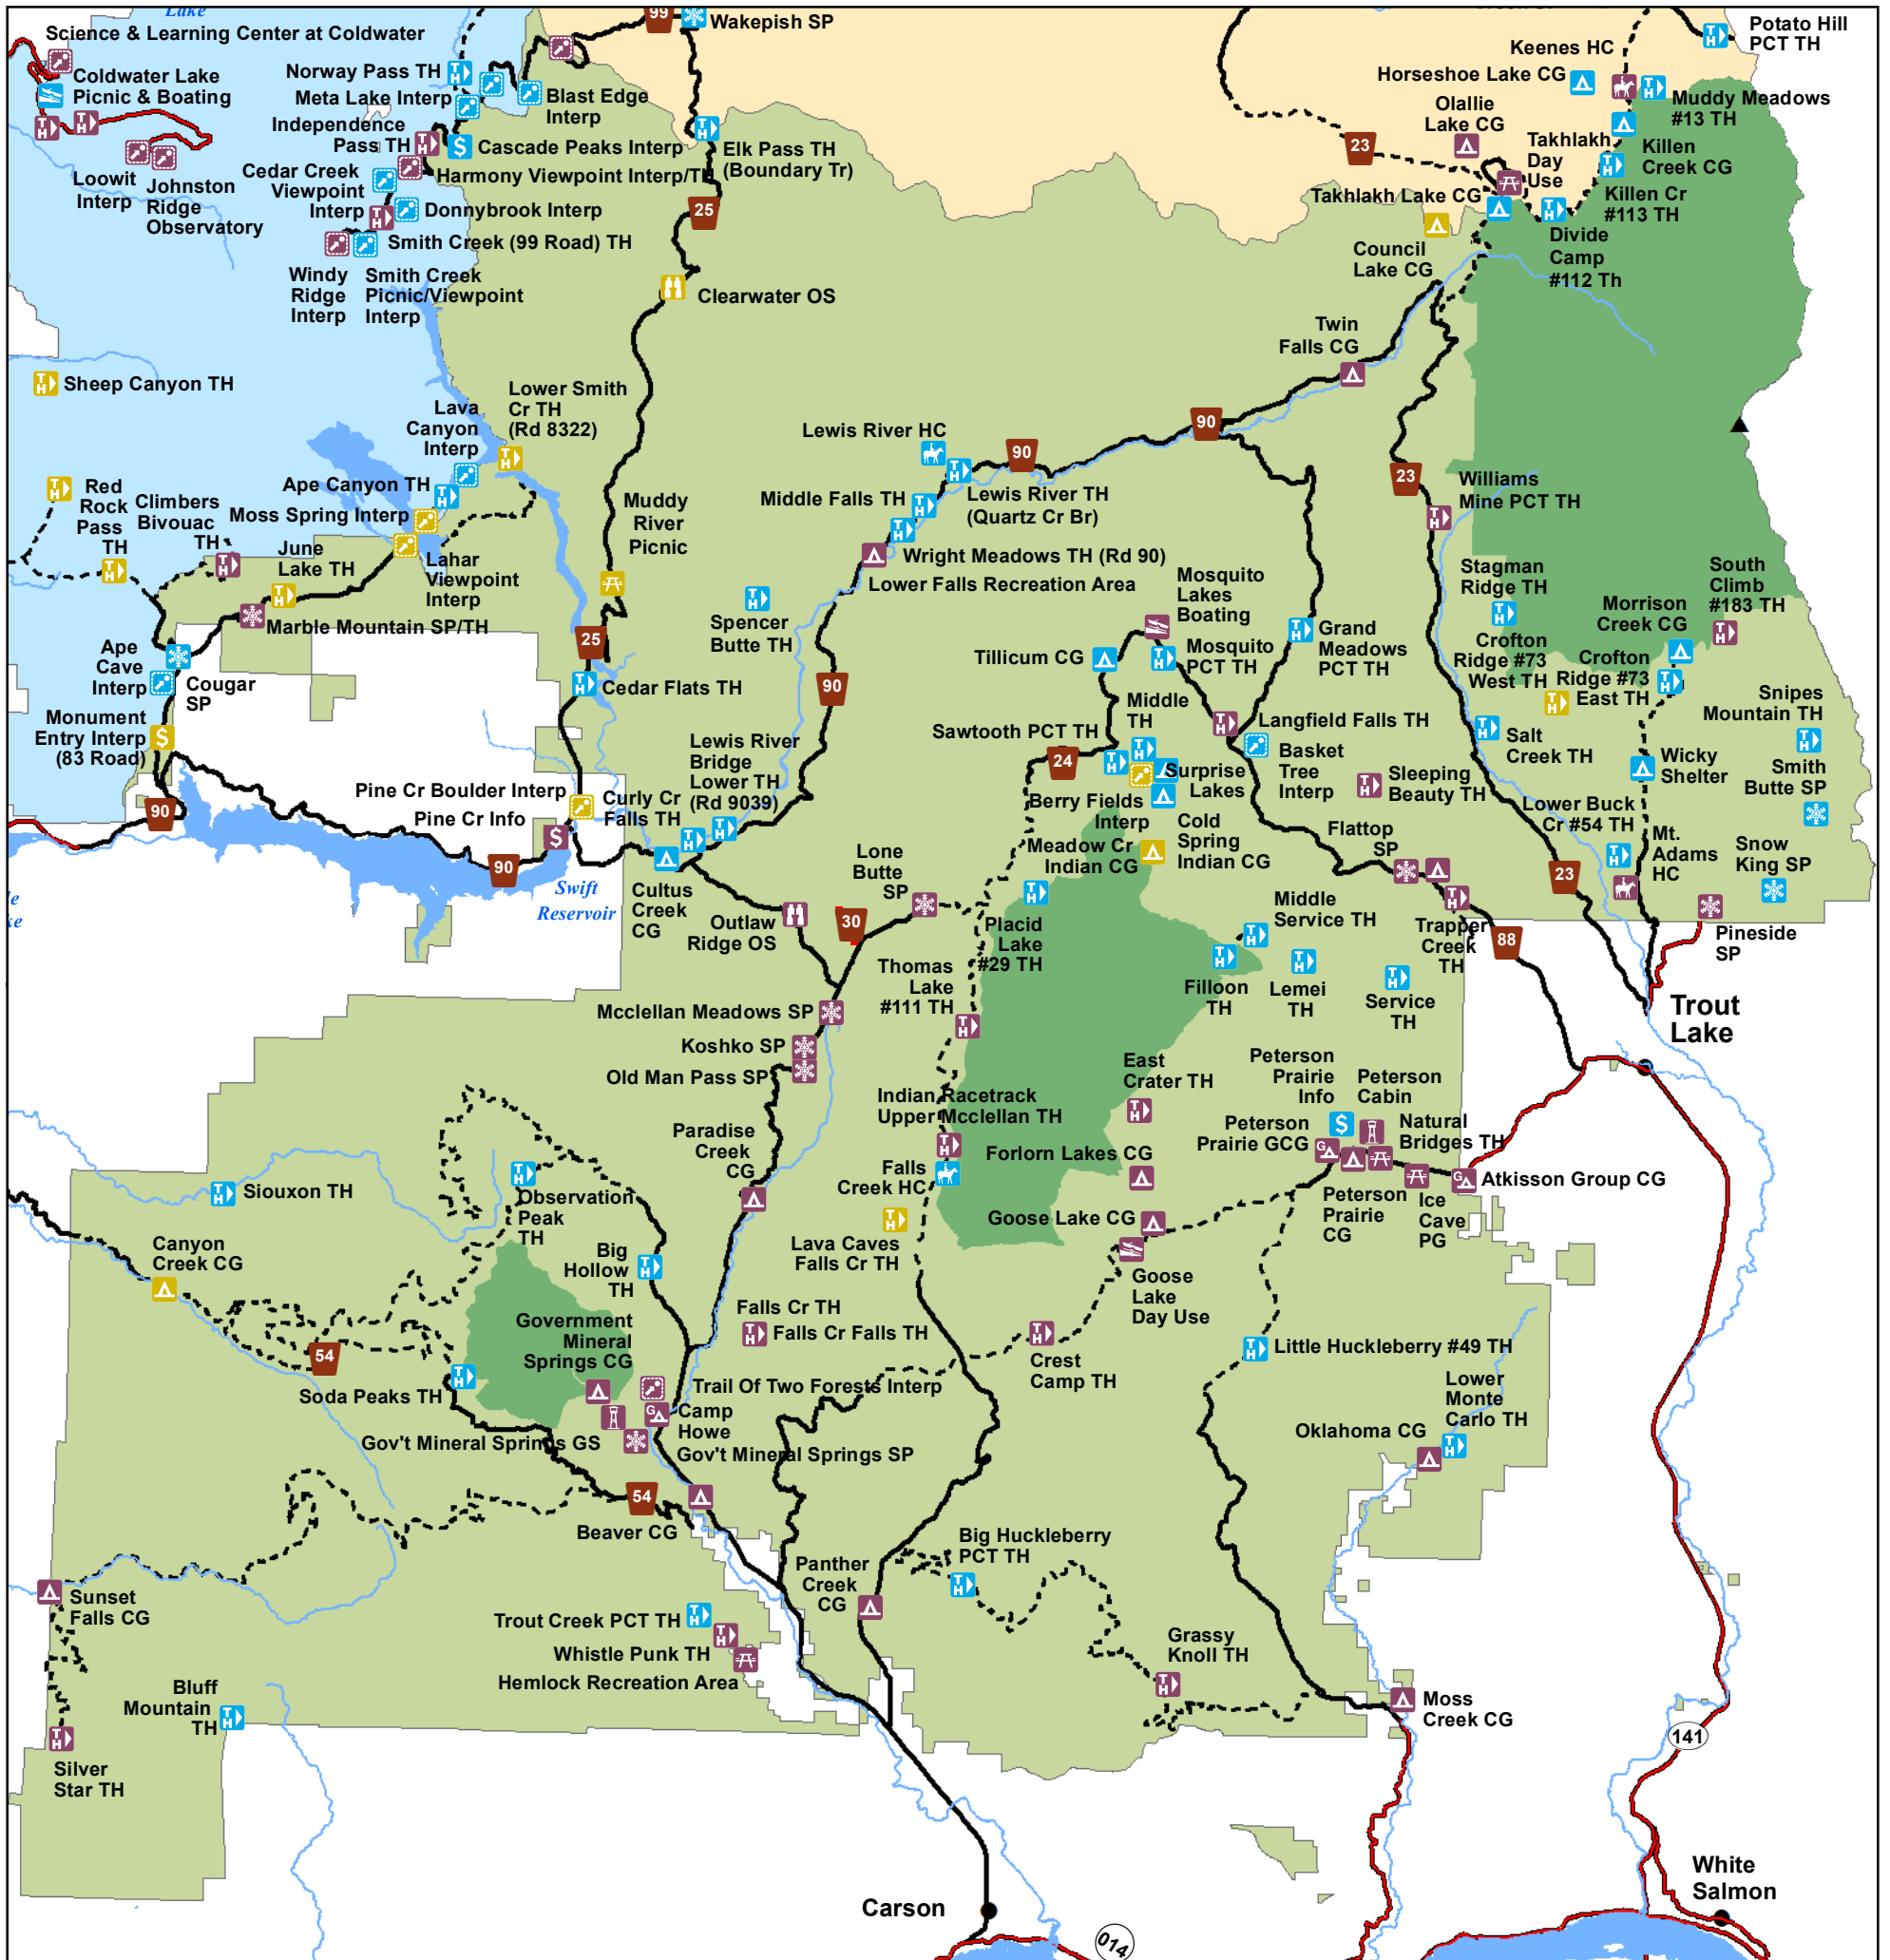 Lake
99
Wakepish SP
Science & Learning Center at Coldwater
Potato Hill
PCT TH
Keenes HC
Horseshoe Lake CG
Norway Pass TH
Coldwater Lake
Picnic & Boating
Meta Lake Interp
Blast Edge
Interp
Muddy Meadows
#13 TH
Olallie
Lake CG
Independence
Pass TH
Cascade Peaks Interp
Elk Pass TH
(Boundary Tr)
23
Takhlakh
Day
Use
Killen
Creek CG
Loowit
Interp
Johnston
Ridge
Observatory
Cedar Creek
Viewpoint
Interp
Harmony Viewpoint Interp/TH
Takhlakh Lake CG
Killen Cr
#113 TH
Donnybrook Interp
25
Smith Creek (99 Road) TH
Council
Lake CG
Divide
Camp
#112 Th
Windy
Ridge
Interp
Smith Creek
Picnic/Viewpoint
Interp
Clearwater OS
Twin
Falls CG
Sheep Canyon TH
Lower Smith
Cr TH
(Rd 8322)
Lava
Canyon
Interp
Lewis River HC
90
90
23
Williams
Mine PCT TH
Red
Rock
Pass
TH
Climbers
Bivouac
TH
Ape Canyon TH
Moss Spring Interp
Muddy
River
Picnic
Middle Falls TH
Lewis River TH
(Quartz Cr Br)
June
Lake TH
Lahar
Viewpoint
Interp
Wright Meadows TH (Rd 90)
Lower Falls Recreation Area
Mosquito
Lakes
Boating
Stagman
Ridge TH
South
Climb
#183 TH
Morrison
Creek CG
Marble Mountain SP/TH
Spencer
Butte TH
25
Grand
Meadows
PCT TH
Ape
Cave
Interp
Cougar
SP
Cedar Flats TH
Tillicum CG
Mosquito
PCT TH
Crofton
Ridge #73
West TH
Crofton
Ridge #73
East TH
90
Middle
TH
Snipes
Mountain TH
Monument
Entry Interp
(83 Road)
Sawtooth PCT TH
Langfield Falls TH
Salt
Creek TH
Lewis River
Bridge
Lower TH
(Rd 9039)
24
Basket
Tree
Interp
Wicky
Shelter
Surprise
Lakes
Sleeping
Beauty TH
Smith
Butte SP
Pine Cr Boulder Interp
Pine Cr Info
Curly Cr
Falls TH
Berry Fields
Interp
Lower Buck
Cr #54 TH
90
90
Meadow Cr
Indian CG
Cold
Spring
Indian CG
Flattop
SP
Mt.
Adams
HC
Snow
King SP
Swift
Reservoir
Cultus
Creek
CG
Lone
Butte
SP
23
Outlaw
Ridge OS
30
Placid
Lake
#29 TH
Middle
Service TH
Trapper
Creek
TH
88
Pineside
SP
Thomas
Lake
#111 TH
Filloon
TH
Lemei
TH
Service
TH
Trout
Lake
Mcclellan Meadows SP
Koshko SP
Old Man Pass SP
East
Crater TH
Peterson
Prairie
Info
Peterson
Cabin
Indian Racetrack
Upper Mcclellan TH
Peterson
Prairie GCG
Natural
Bridges TH
Paradise
Creek
CG
Forlorn Lakes CG
Falls
Creek HC
Atkisson Group CG
Siouxon TH
Observation
Peak
TH
Peterson
Prairie
CG
Ice
Cave
PG
Goose Lake CG
Canyon
Creek CG
Big
Hollow
TH
Lava Caves
Falls Cr TH
Goose
Lake
Day Use
Government
Mineral
Springs CG
Falls Cr TH
Falls Cr Falls TH
54
Little Huckleberry #49 TH
Crest
Camp TH
Soda Peaks TH
Trail Of Two Forests Interp
Lower
Monte
Carlo TH
Camp
Howe
Oklahoma CG
Gov't Mineral Springs GS
Gov't Mineral Springs SP
54
Beaver CG
Big Huckleberry
PCT TH
Panther
Creek
CG
Sunset
Falls CG
Trout Creek PCT TH
Whistle Punk TH
Grassy
Knoll TH
Hemlock Recreation Area
Bluff
Mountain
TH
Moss
Creek CG
141
Silver
Star TH
White
Salmon
Carson
014